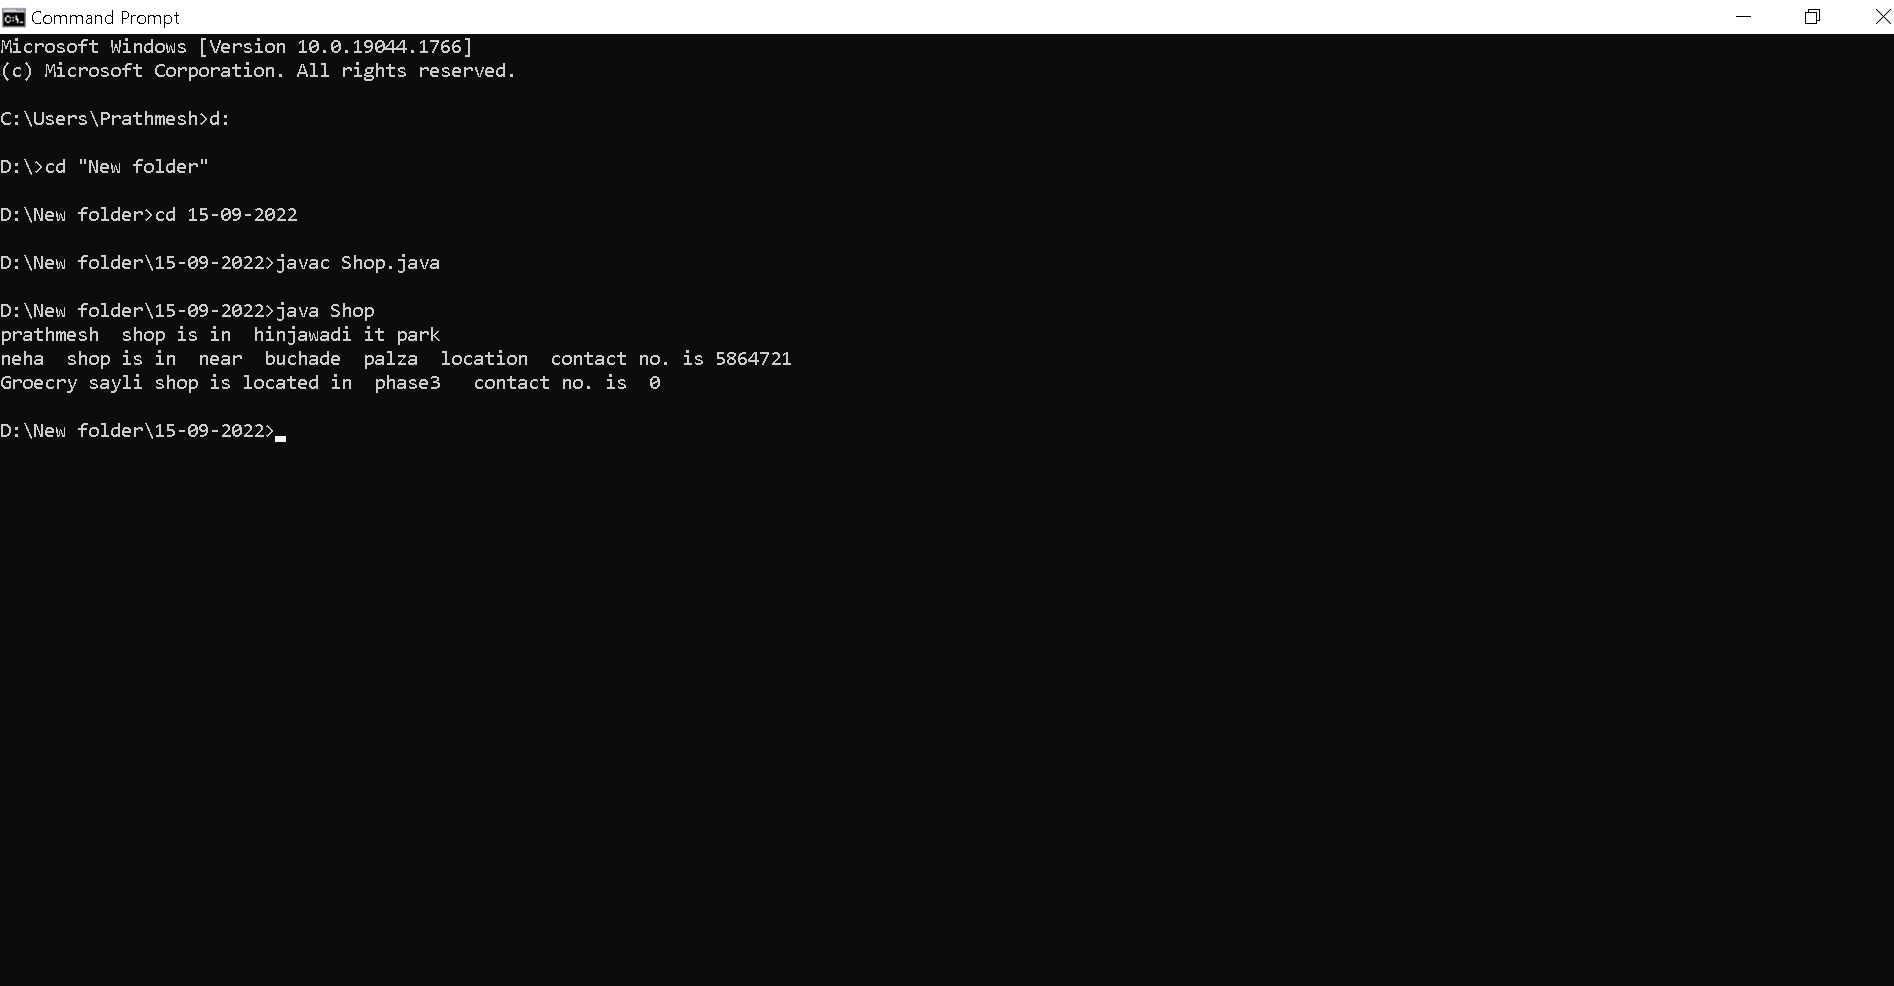 Command Prompt
Microsoft Windows [Version 10.0.19044.1766]
(c) Microsoft Corporation. All rights reserved.
C:\Users\Prathmesh>d:
D:\>cd "New folder"
D:\New folder>cd 15-09-2022
D:\New folder\15-09-2022>javac Shop.java
D:\New folder\15-09-2022>java Shop
prathmesh  shop is in  hinjawadi it park
neha  shop is in  near  buchade  palza  location  contact no. is 5864721
Groecry sayli shop is located in  phase3   contact no. is  0
D:\New folder\15-09-2022>